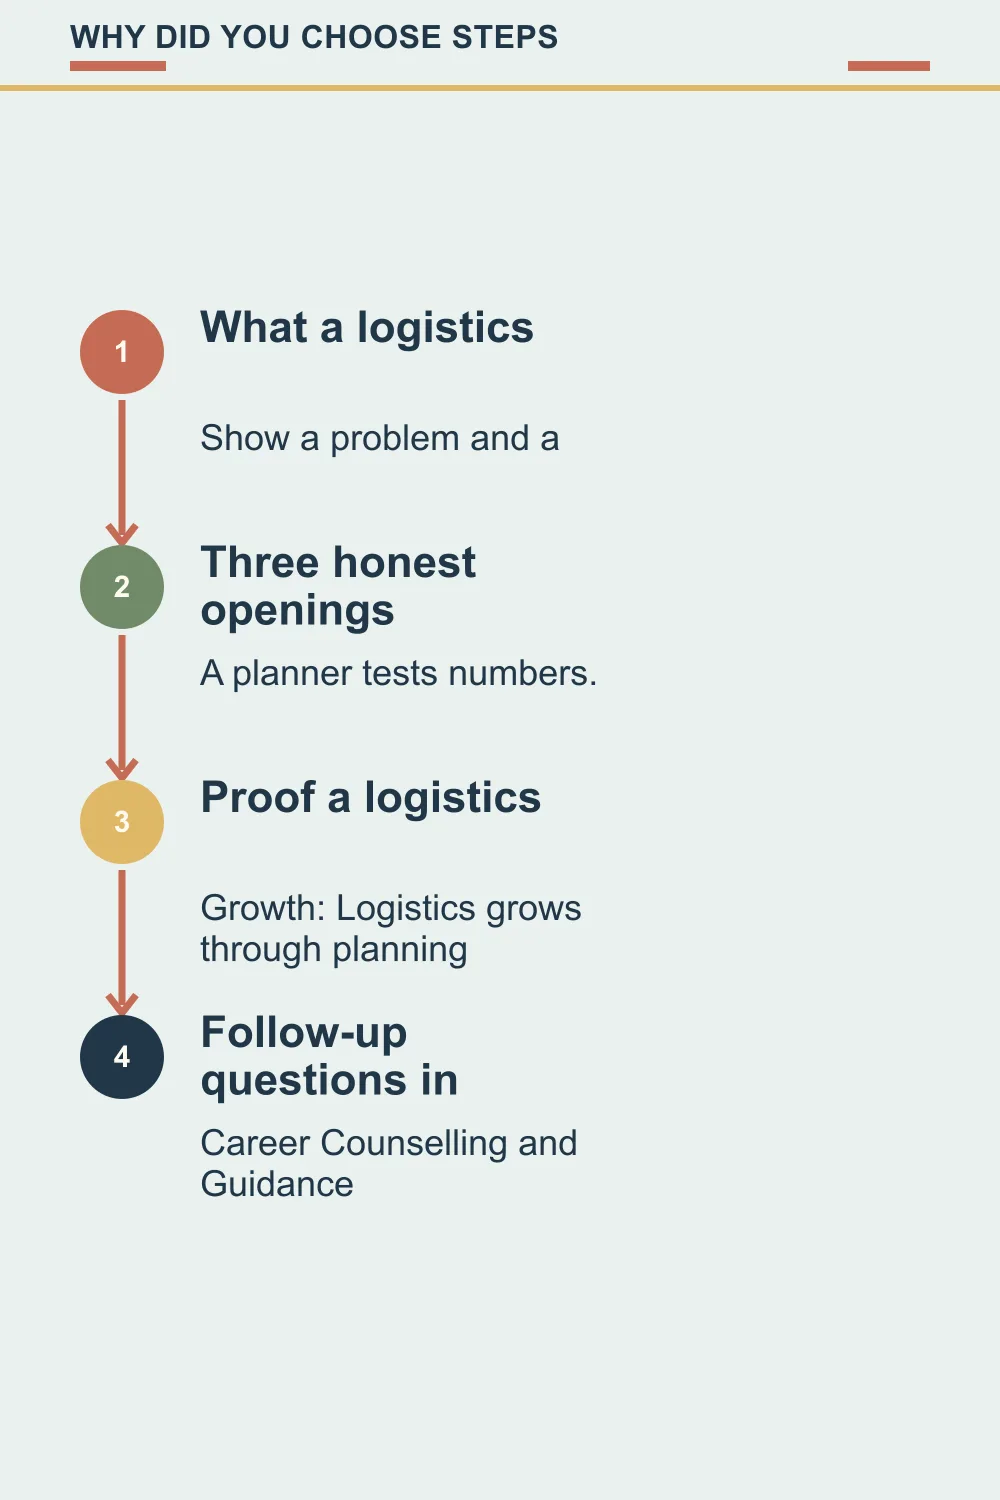 WHY DID YOU CHOOSE STEPS
1
What a logistics
Show a problem and a
2
Three honest
openings
A planner tests numbers.
3
Proof a logistics
Growth: Logistics grows
through planning
4
Follow-up
questions in
Career Counselling and
Guidance